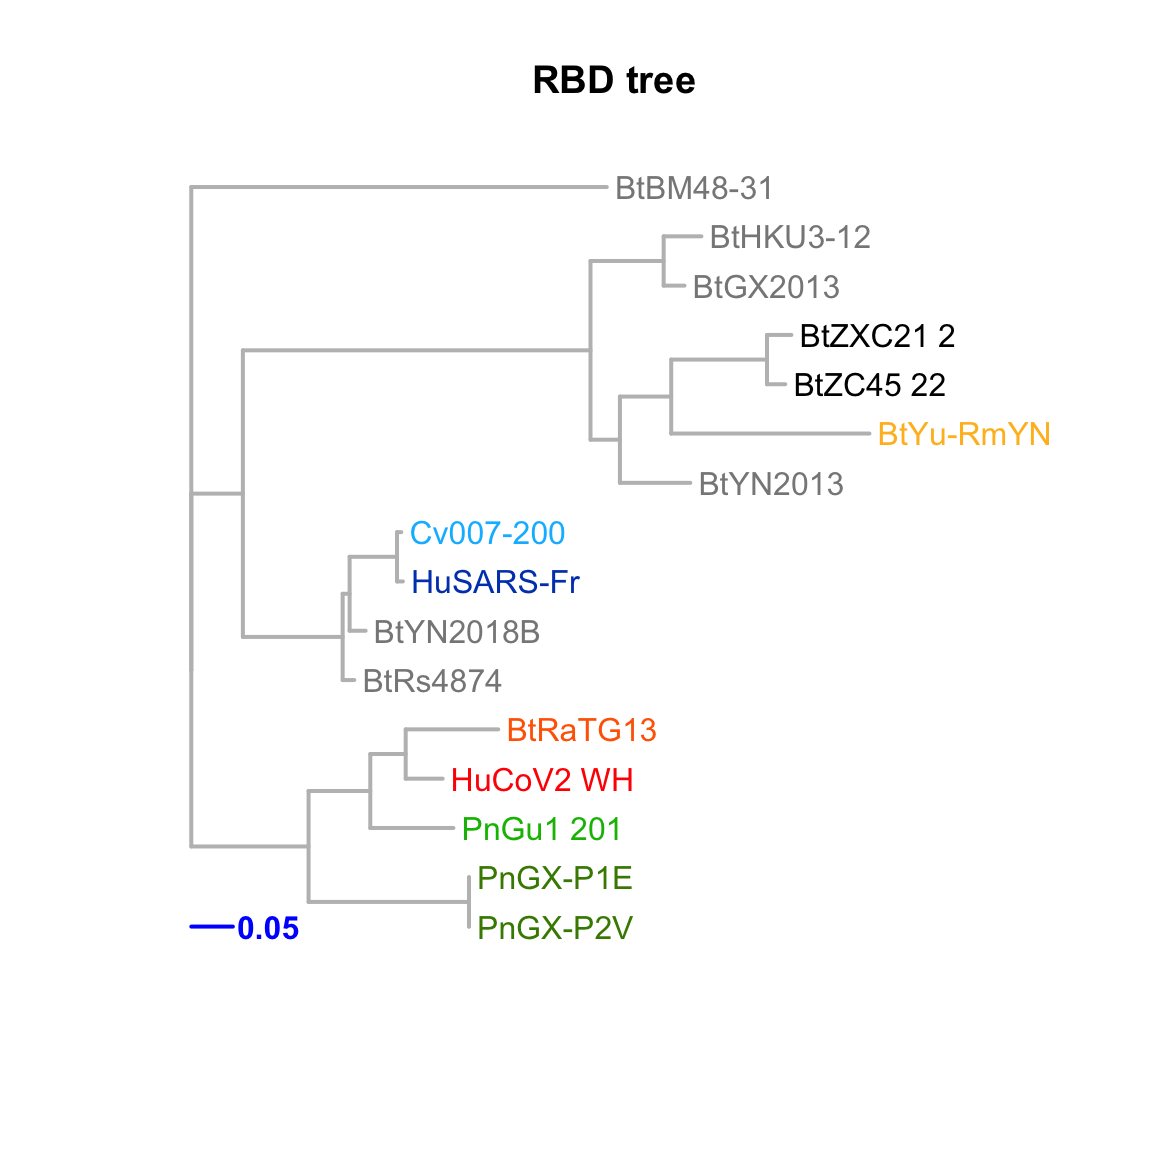 RBD tree
BtBM48-31
BtHKU3-12
BtGX2013
BtZXC21 2
BtZC45 22
BtYu-RmYN
BtYN2013
Cv007-200
HuSARS-Fr
BtYN2018B
BtRs4874
BtRaTG13
HuCoV2 WH
PnGu1 201
PnGX-P1E
PnGX-P2V
0.05